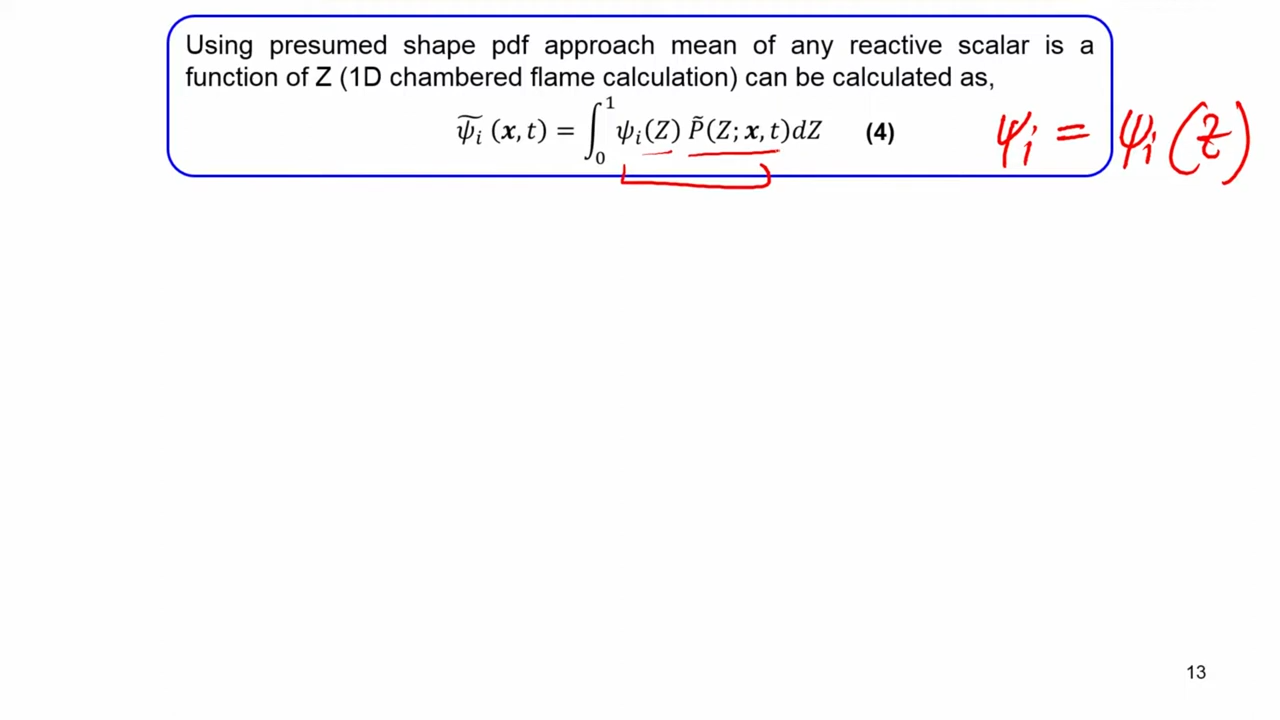 Using presumed shape pdf approach mean of any reactive scalar is a
function of Z (1D chambered flame calculation) can be calculated as,
ψ̃ᵢ (x, t) = ∫₀¹ ψᵢ(Z) P̃(Z; x, t)dZ (4)
ψᵢ = ψᵢ(Z)
13